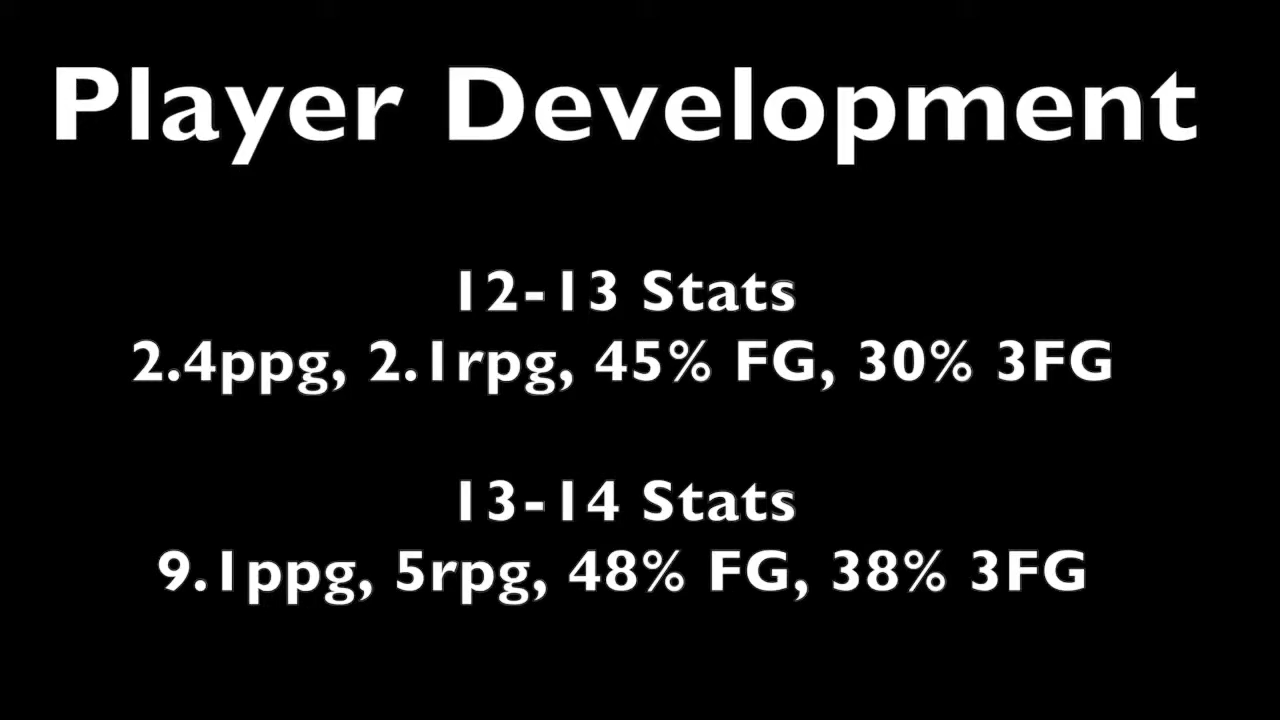 Player Development
12-13 Stats
2.4ppg, 2.1rpg, 45% FG, 30% 3FG
13-14 Stats
9.1ppg, 5rpg, 48% FG, 38% 3FG